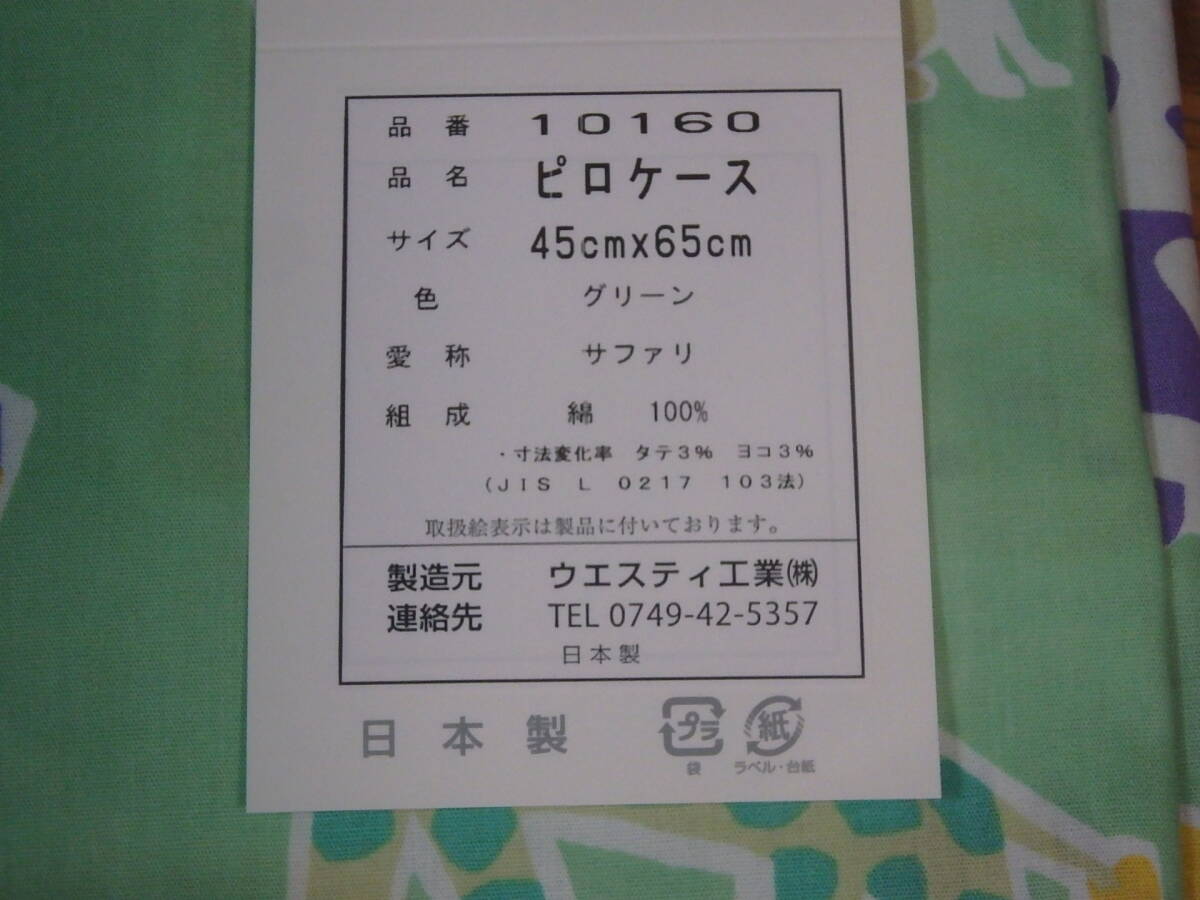 品 番 10160
品 名 ピロケース
サイズ 45cmx65cm
色 グリーン
愛 称 サファリ
組 成 綿 100%
・寸法変化率 タテ3% ヨコ3%
(JIS L 0217 103法)
取扱絵表示は製品に付いております。
製造元 ウエスティ工業㈱
連絡先 TEL 0749-42-5357
日本製
日 本 製
プラ 紙
袋 ラベル・台紙